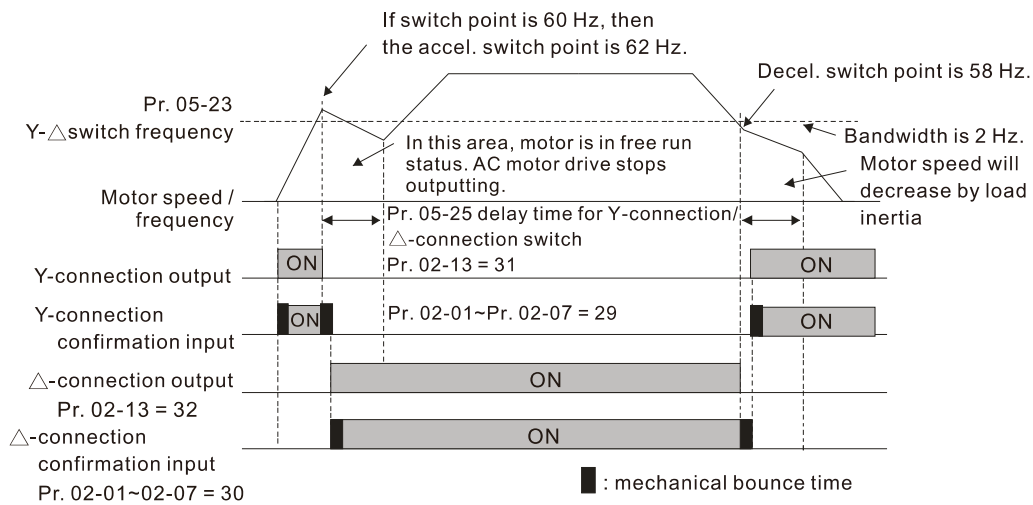 If switch point is 60 Hz, then
the accel. switch point is 62 Hz.
Decel. switch point is 58 Hz.
Pr. 05-23
Y-△switch frequency
Bandwidth is 2 Hz.
In this area, motor is in free run
status. AC motor drive stops
outputting.
Motor speed will
decrease by load
inertia
Motor speed /
frequency
Pr. 05-25 delay time for Y-connection/
△-connection switch
Y-connection output
ON
Pr. 02-13 = 31
ON
Y-connection
confirmation input
ON
Pr. 02-01~Pr. 02-07 = 29
ON
△-connection output
Pr. 02-13 = 32
ON
△-connection
confirmation input
Pr. 02-01~02-07 = 30
ON
: mechanical bounce time